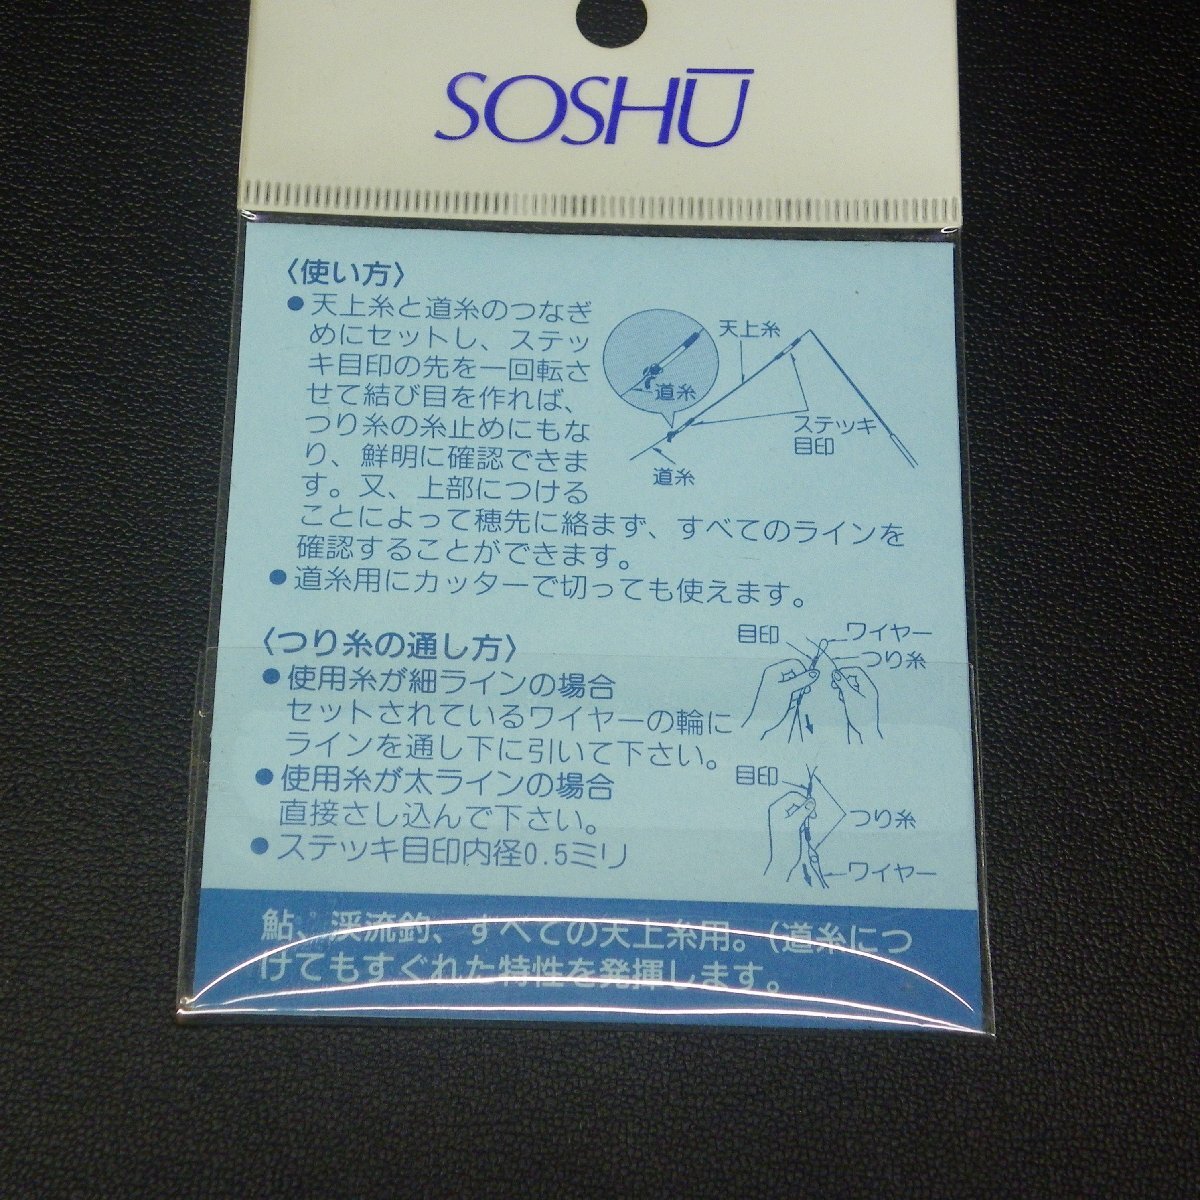 SOSHŪ
〈使い方〉
●天上糸と道糸のつなぎ
めにセットし、ステッ
キ目印の先を一回転さ
せて結び目を作れば、
つり糸の糸止めにもな
り、鮮明に確認できま
す。又、上部につける
ことによって穂先に絡まず、すべてのラインを
確認することができます。
●道糸用にカッターで切っても使えます。
天上糸
道糸
ステッキ
目印
道糸
〈つり糸の通し方〉
●使用糸が細ラインの場合
セットされているワイヤーの輪に
ラインを通し下に引いて下さい。
●使用糸が太ラインの場合
直接さし込んで下さい。
●ステッキ目印内径0.5ミリ
目印
ワイヤー
つり糸
目印
つり糸
ワイヤー
鮎、渓流釣、すべての天上糸用。(道糸につ
けてもすぐれた特性を発揮します。